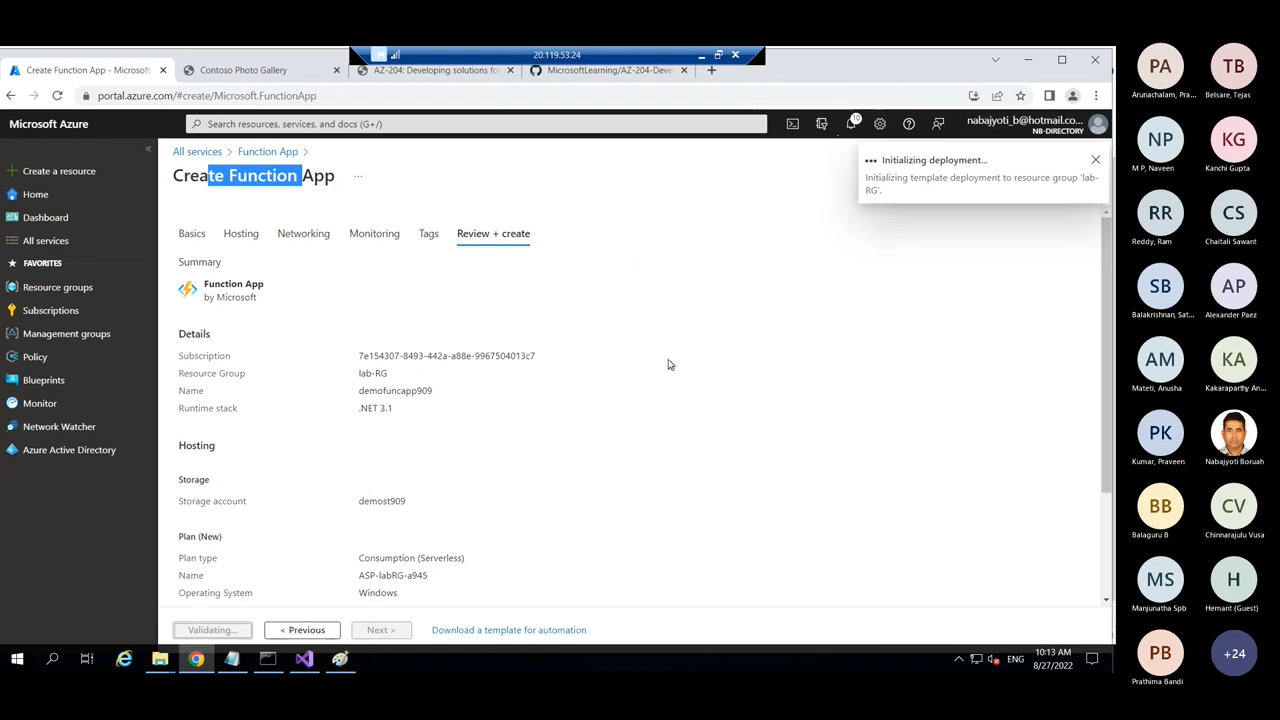 20.119.53.24
Create Function App - Microsoft
Contoso Photo Gallery
AZ-204: Developing solutions fo
MicrosoftLearning/AZ-204-Devel
portal.azure.com/#create/Microsoft.FunctionApp
Microsoft Azure
Search resources, services, and docs (G+/)
10
nabajyoti_b@hotmail.co...
NB-DIRECTORY
Create a resource
Home
Dashboard
All services
FAVORITES
Resource groups
Subscriptions
Management groups
Policy
Blueprints
Monitor
Network Watcher
Azure Active Directory
All services > Function App >
Create Function App ...
Initializing deployment...
Initializing template deployment to resource group 'lab-
RG'.
Basics Hosting Networking Monitoring Tags Review + create
Summary
Function App
by Microsoft
Details
Subscription 7e154307-8493-442a-a88e-9967504013c7
Resource Group lab-RG
Name demofuncapp909
Runtime stack .NET 3.1
Hosting
Storage
Storage account demost909
Plan (New)
Plan type Consumption (Serverless)
Name ASP-labRG-a945
Operating System Windows
Validating... < Previous Next > Download a template for automation
ENG
10:13 AM
8/27/2022
PA TB
Arunachalam, Pra... Belsare, Tejas
NP KG
M P, Naveen Kanchi Gupta
RR CS
Reddy, Ram Chaitali Sawant
SB AP
Balakrishnan, Sat... Alexander Paez
AM KA
Mateti, Anusha Kakaraparthy An...
PK
Kumar, Praveen Nabajyoti Boruah
BB CV
Balaguru B Chinnarajulu Vusa
MS H
Manjunatha Spb Hemant (Guest)
PB +24
Prathima Bandi